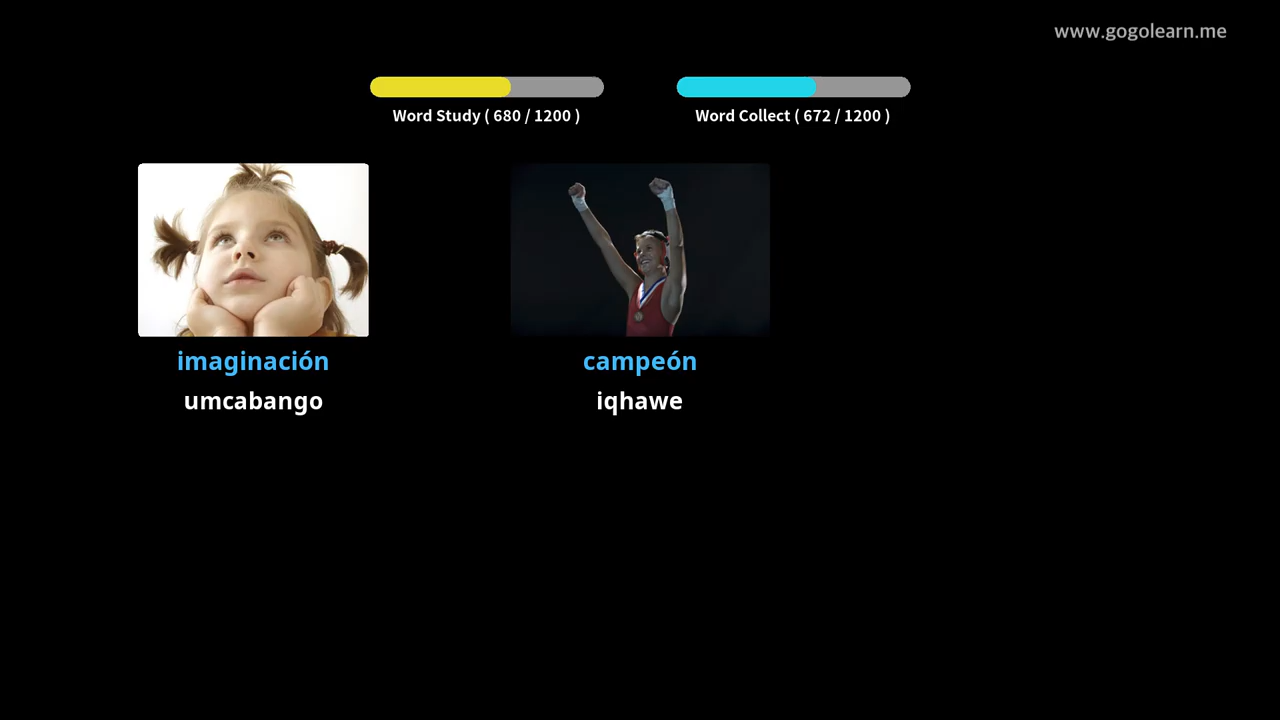 www.gogolearn.me
Word Study ( 680 / 1200 )
Word Collect ( 672 / 1200 )
imaginación
umcabango
campeón
iqhawe